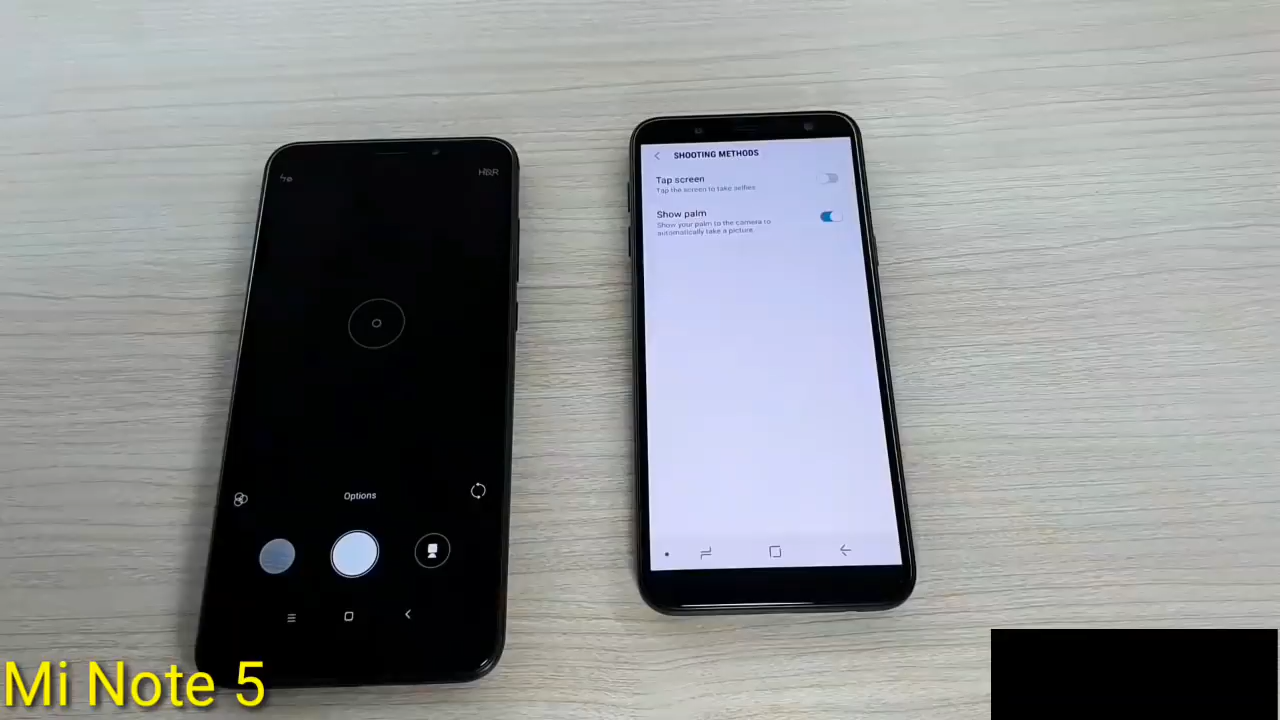 HDR
Options
SHOOTING METHODS
Tap screen
Tap the screen to take selfies.
Show palm
Show your palm to the camera to
automatically take a picture.
Mi Note 5